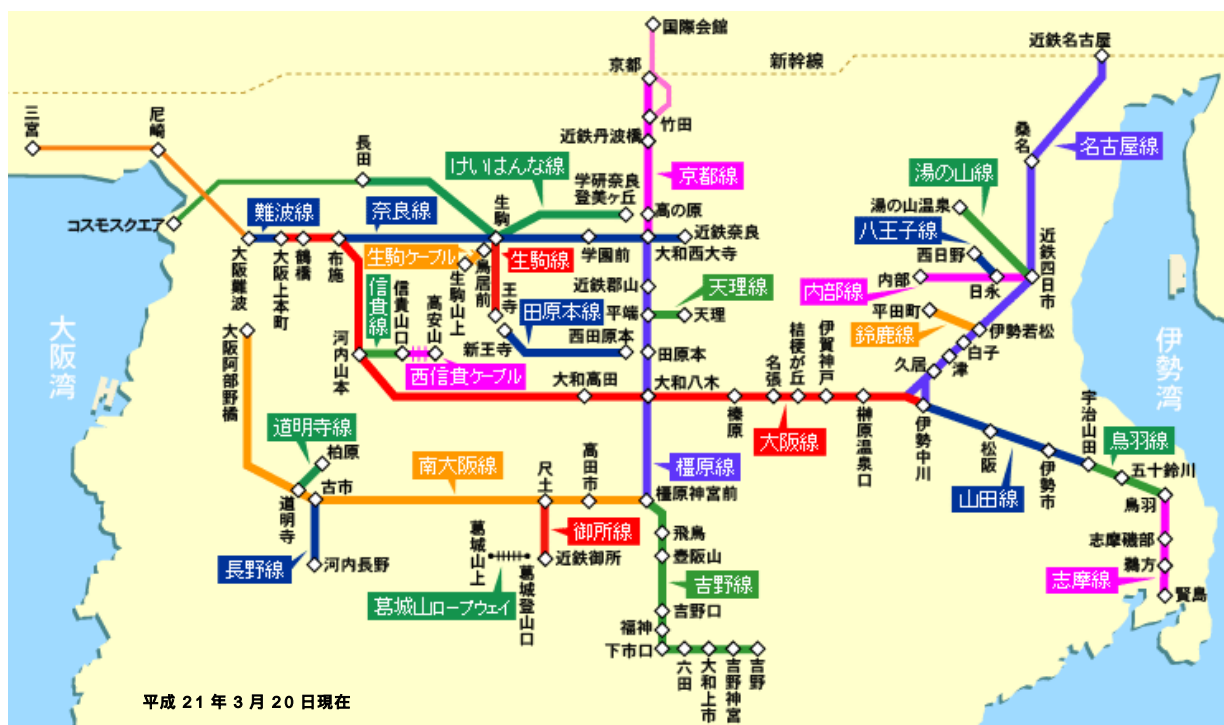 国際会館
近鉄名古屋
新幹線
京都
三宮
尼崎
竹田
近鉄丹波橋
長田
けいはんな線
学研奈良
登美ヶ丘
京都線
桑名
名古屋線
湯の山線
湯の山温泉
コスモスクエア
難波線
奈良線
生駒
高の原
近鉄奈良
八王子線
西日野
近鉄四日市
大阪難波
大阪上本町
鶴橋
布施
生駒ケーブル
鳥居前
生駒山上
生駒線
学園前
大和西大寺
近鉄郡山
天理線
内部
内部線
日永
信貴線
信貴山口
高安山
王寺
田原本線
平端
天理
平田町
鈴鹿線
伊勢若松
大阪湾
伊勢湾
大阪阿部野橋
河内山本
西信貴ケーブル
新王寺
西田原本
田原本
桔梗が丘
伊賀神戸
名張
久居
津
白子
大和高田
大和八木
榛原
大阪線
榊原温泉口
伊勢中川
松阪
宇治山田
鳥羽線
道明寺線
柏原
南大阪線
高田市
尺土
橿原線
伊勢市
山田線
五十鈴川
鳥羽
道明寺
古市
橿原神宮前
御所線
飛鳥
志摩磯部
長野線
河内長野
葛城山上
葛城登山口
近鉄御所
壺阪山
鵜方
志摩線
賢島
葛城山ロープウェイ
吉野線
吉野口
福神
下市口
六田
大和上市
吉野神宮
吉野
平成 21 年 3 月 20 日現在